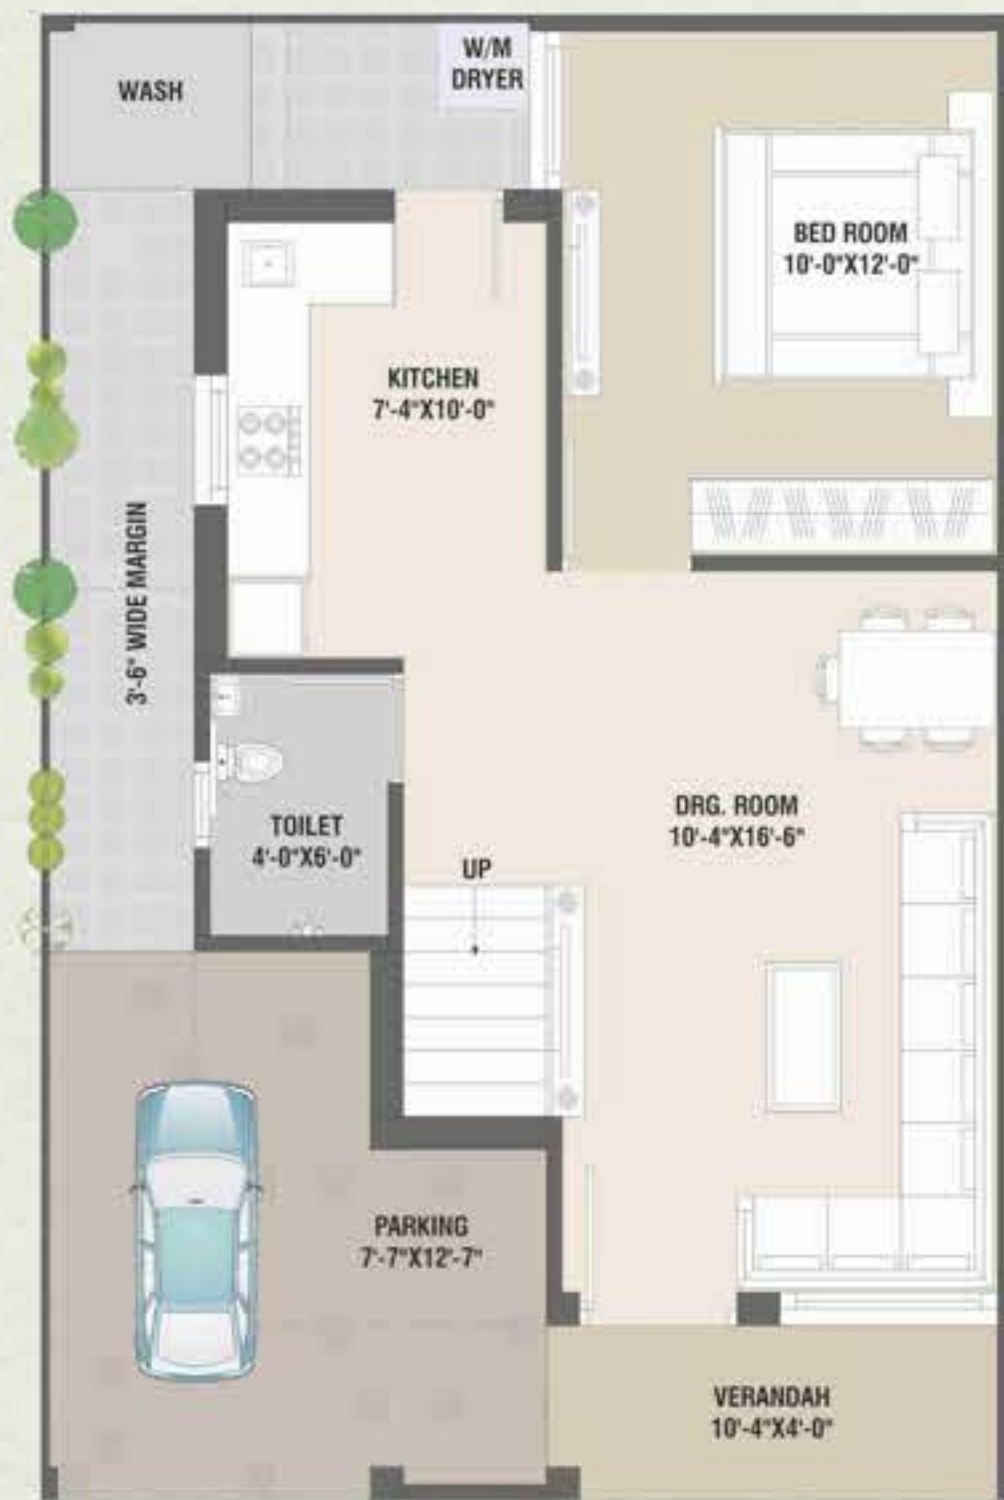 WASH
W/M
DRYER
BED ROOM
10'-0"X12'-0"
KITCHEN
7'-4"X10'-0"
3'-6" WIDE MARGIN
TOILET
4'-0"X6'-0"
UP
DRG. ROOM
10'-4"X16'-6"
PARKING
7'-7"X12'-7"
VERANDAH
10'-4"X4'-0"